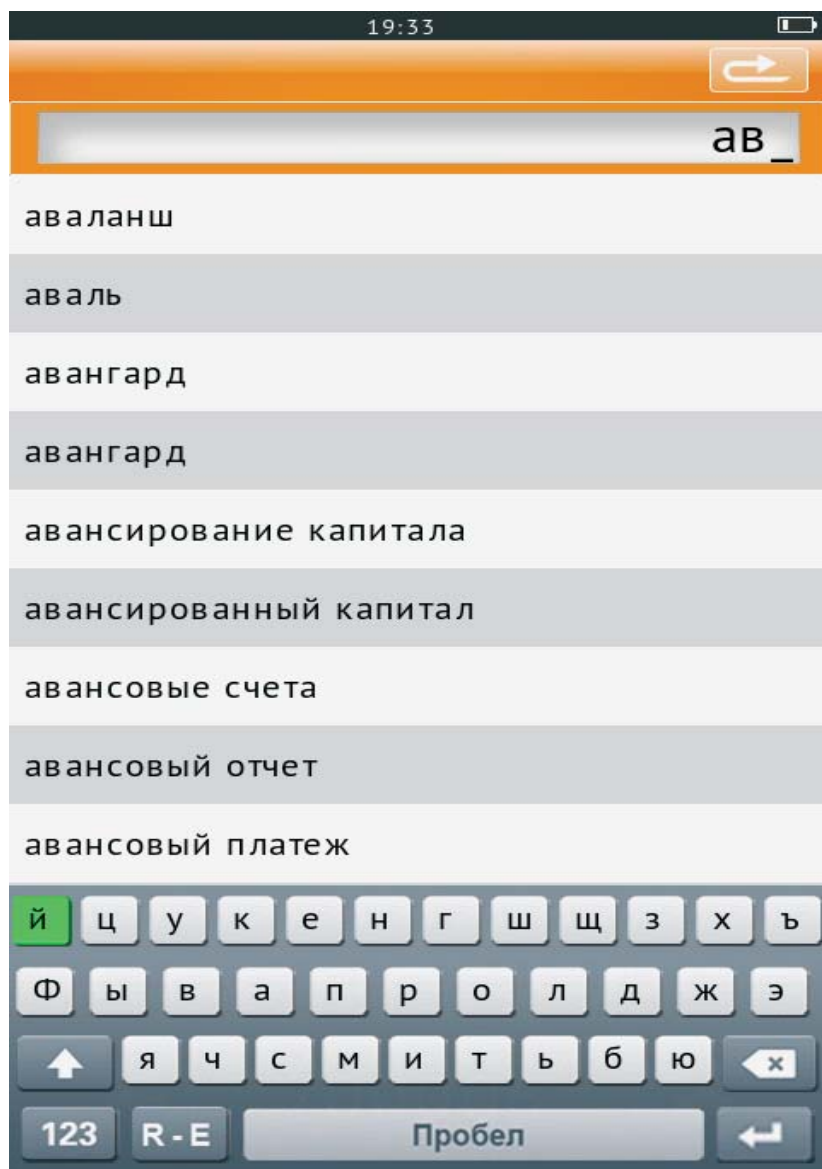 19:33
ав_
аваланш
аваль
авангард
авангард
авансирование капитала
авансированный капитал
авансовые счета
авансовый отчет
авансовый платеж
й ц у к е н г ш щ з х ъ
Ф ы в а п р о л д ж э
я ч с м и т ь б ю
123 R-E Пробел